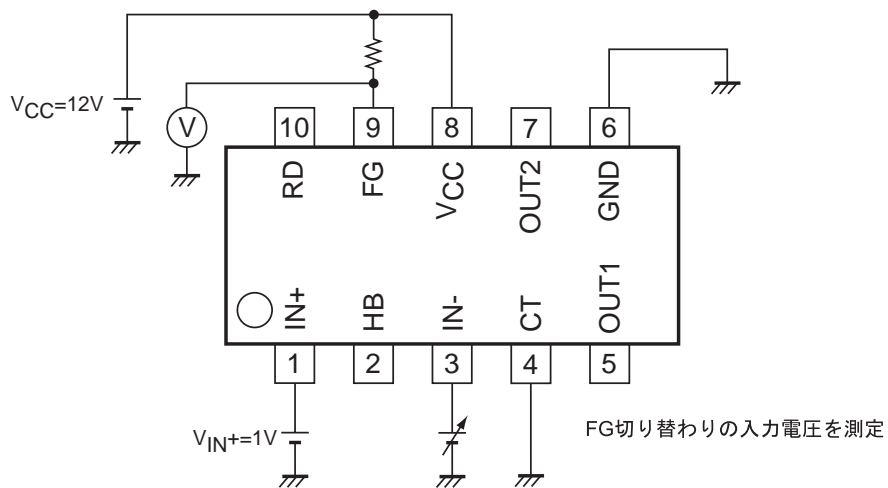 VCC=12V
V
10 9 8 7 6
RD FG VCC OUT2 GND
IN+ HB IN- CT OUT1
1 2 3 4 5
VIN+=1V
FG切り替わりの入力電圧を測定